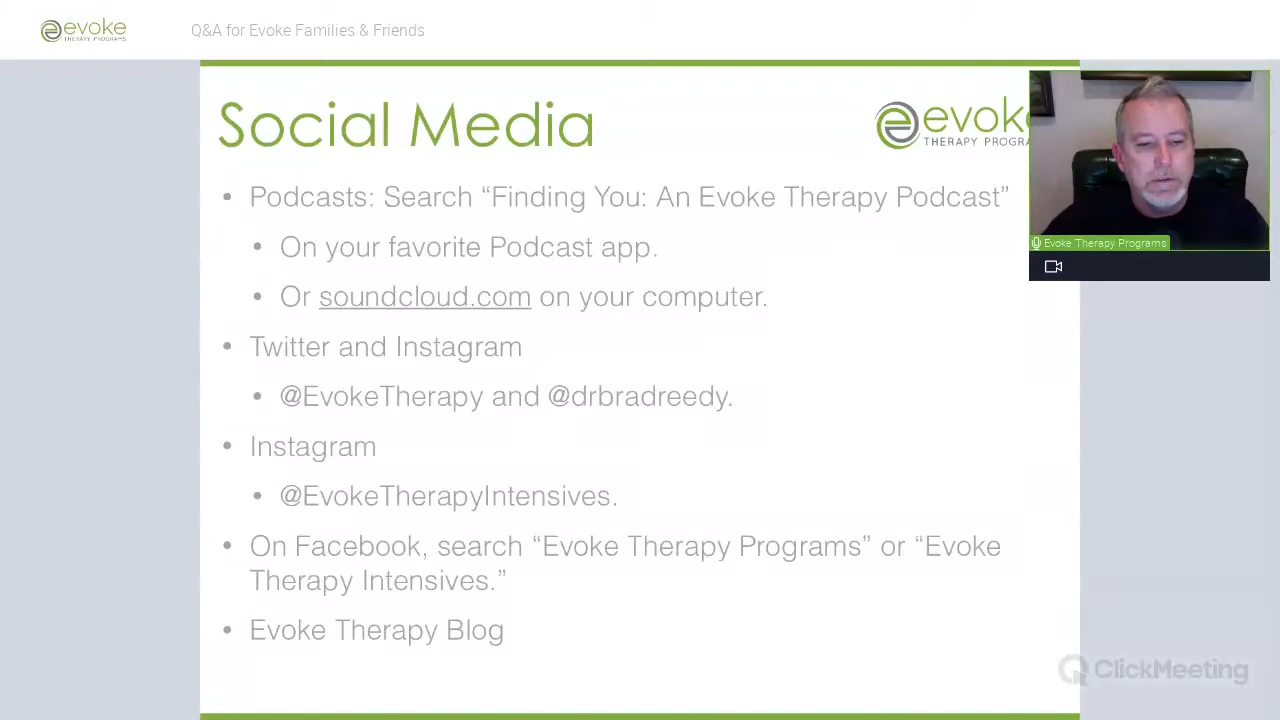 evoke
THERAPY PROGRAMS
Q&A for Evoke Families & Friends
Social Media
evoke
THERAPY PROGRA
• Podcasts: Search “Finding You: An Evoke Therapy Podcast”
• On your favorite Podcast app.
• Or soundcloud.com on your computer.
• Twitter and Instagram
• @EvokeTherapy and @drbradreedy.
• Instagram
• @EvokeTherapyIntensives.
• On Facebook, search “Evoke Therapy Programs” or “Evoke
Therapy Intensives.”
• Evoke Therapy Blog
Evoke Therapy Programs
ClickMeeting